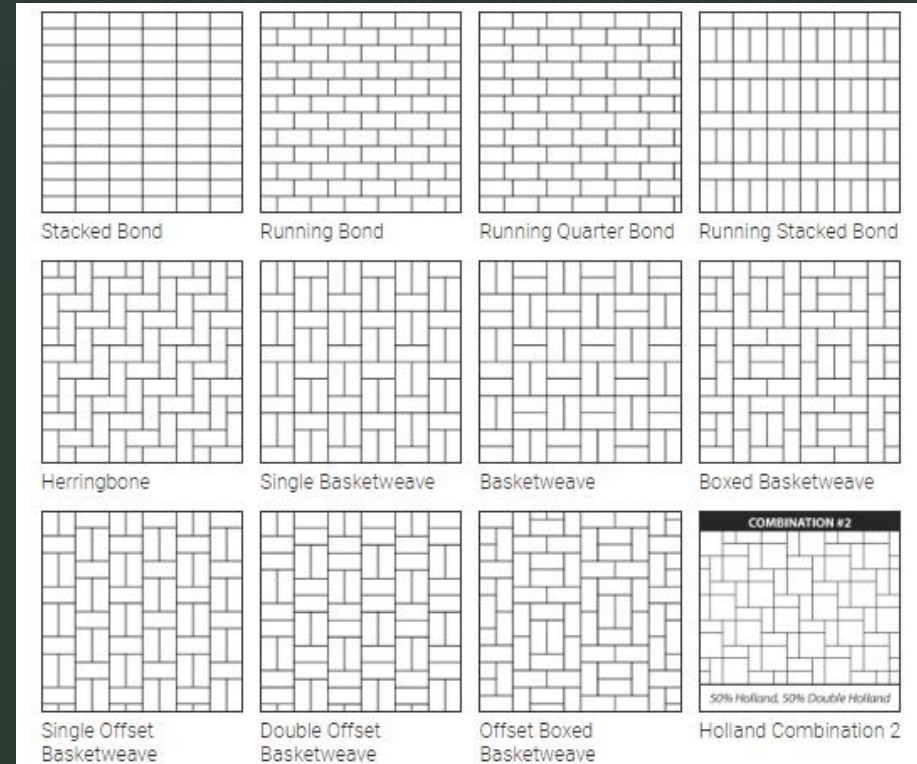 Stacked Bond
Running Bond
Running Quarter Bond
Running Stacked Bond
Herringbone
Single Basketweave
Basketweave
Boxed Basketweave
COMBINATION #2
50% Holland, 50% Double Holland
Single Offset
Basketweave
Double Offset
Basketweave
Offset Boxed
Basketweave
Holland Combination 2